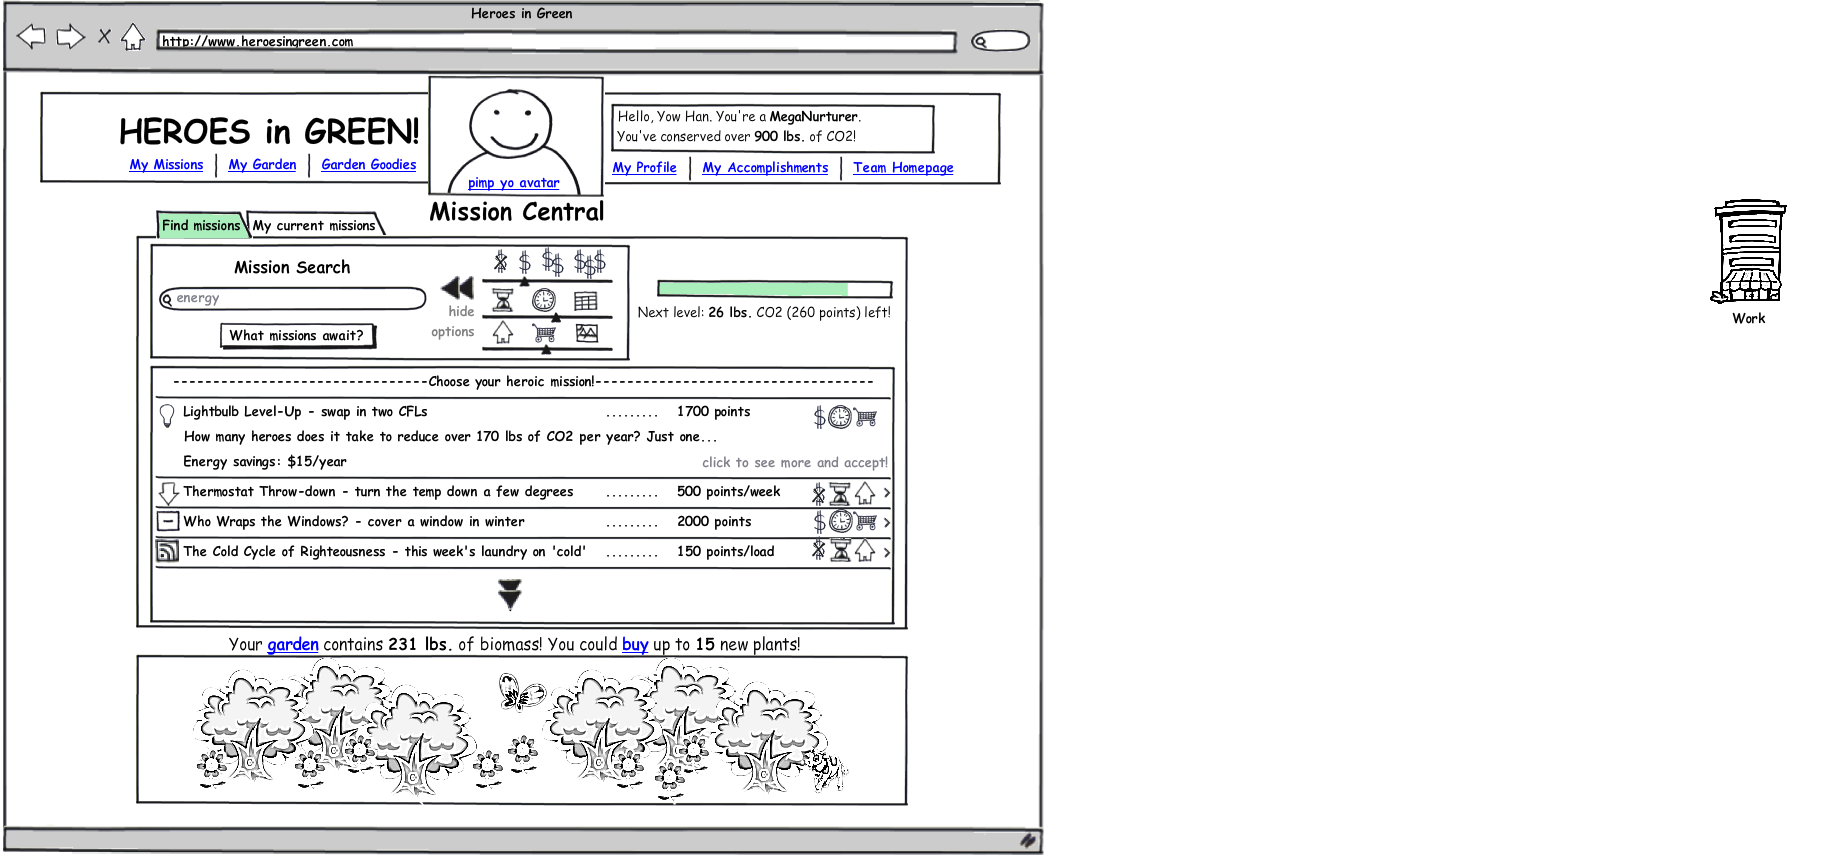 Heroes in Green
http://www.heroesingreen.com
HEROES in GREEN!
My Missions | My Garden | Garden Goodies
pimp yo avatar
Hello, Yow Han. You're a MegaNurturer.
You've conserved over 900 lbs. of CO2!
My Profile | My Accomplishments | Team Homepage
Mission Central
Find missions
My current missions
Mission Search
energy
What missions await?
hide
options
$ $ $$ $$$
Next level: 26 lbs. CO2 (260 points) left!
Work
--------------------------------Choose your heroic mission!-----------------------------------
Lightbulb Level-Up - swap in two CFLs ......... 1700 points $
How many heroes does it take to reduce over 170 lbs of CO2 per year? Just one...
Energy savings: $15/year click to see more and accept!
Thermostat Throw-down - turn the temp down a few degrees ......... 500 points/week $ >
Who Wraps the Windows? - cover a window in winter ......... 2000 points $ >
The Cold Cycle of Righteousness - this week's laundry on 'cold' ......... 150 points/load $ >
Your garden contains 231 lbs. of biomass! You could buy up to 15 new plants!
C C C C C C